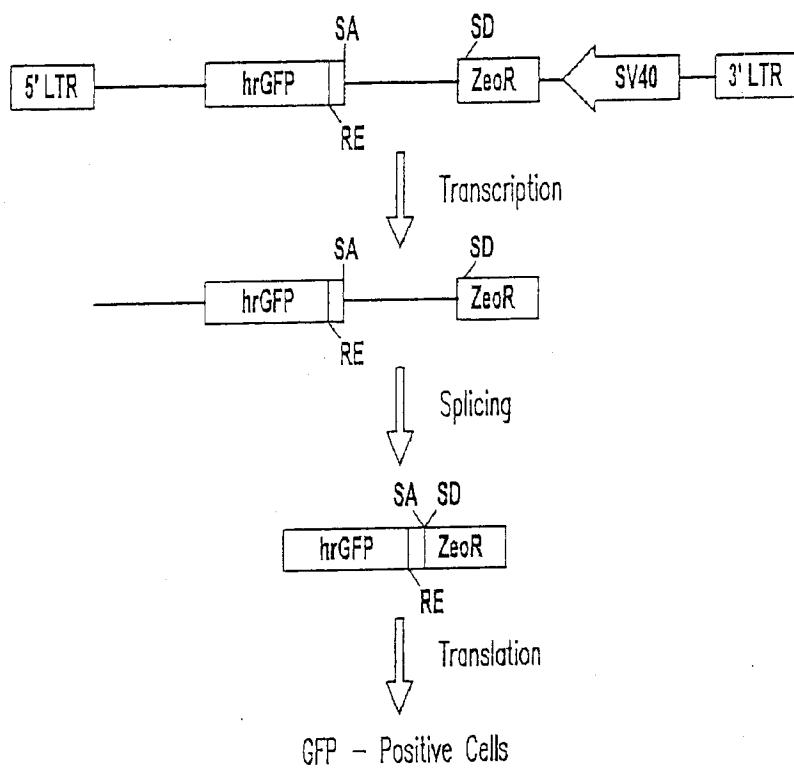 SA SD
5' LTR hrGFP ZeoR SV40 3' LTR
RE
Transcription
SA SD
hrGFP ZeoR
RE
Splicing
SA SD
hrGFP ZeoR
RE
Translation
GFP – Positive Cells